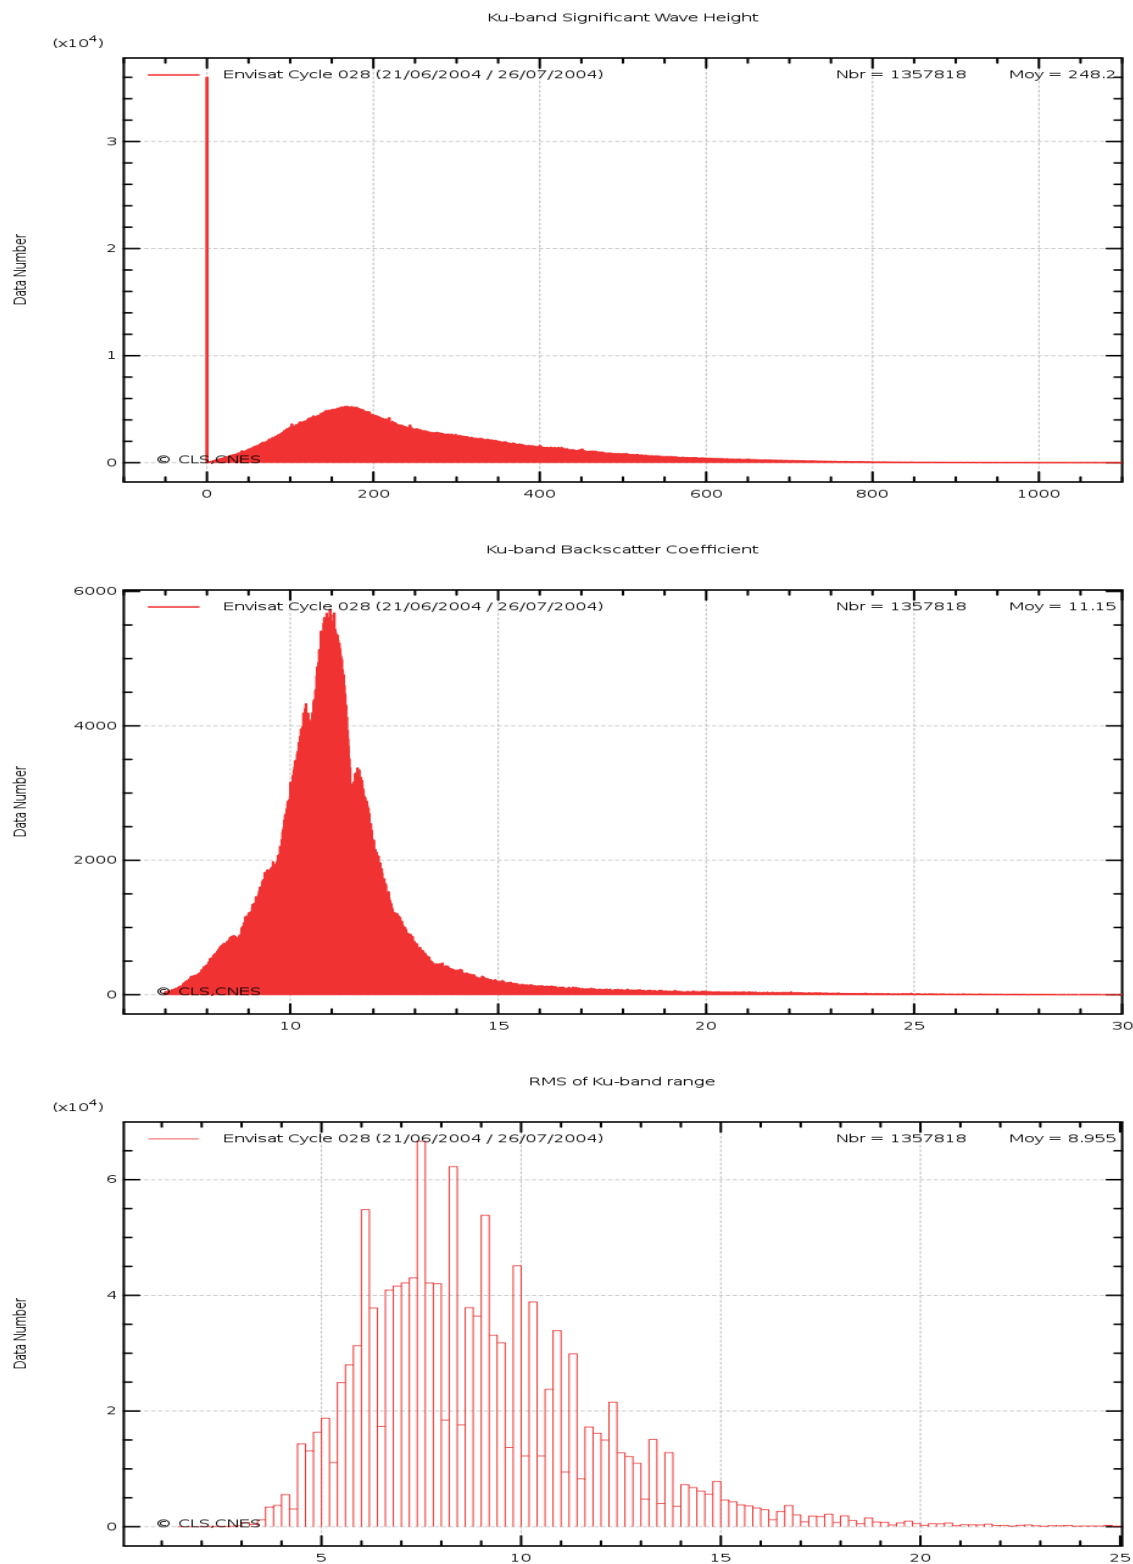 Ku-band Significant Wave Height
(x10⁴)
Envisat Cycle 028 (21/06/2004 / 26/07/2004) Nbr = 1357818 Moy = 248.2
3
2
1
0
Data Number
© CLS,CNES
0 200 400 600 800 1000
Ku-band Backscatter Coefficient
6000
Envisat Cycle 028 (21/06/2004 / 26/07/2004) Nbr = 1357818 Moy = 11.15
4000
2000
0
Data Number
© CLS,CNES
10 15 20 25 30
RMS of Ku-band range
(x10⁴)
Envisat Cycle 028 (21/06/2004 / 26/07/2004) Nbr = 1357818 Moy = 8.955
6
4
2
0
Data Number
© CLS,CNES
5 10 15 20 25